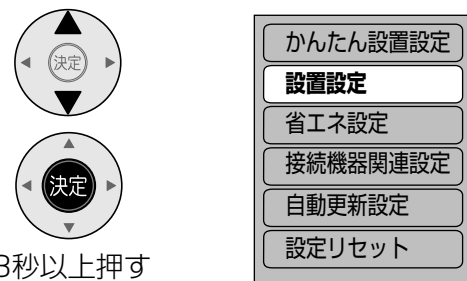 決定
決定
3秒以上押す
かんたん設置設定
設置設定
省エネ設定
接続機器関連設定
自動更新設定
設定リセット